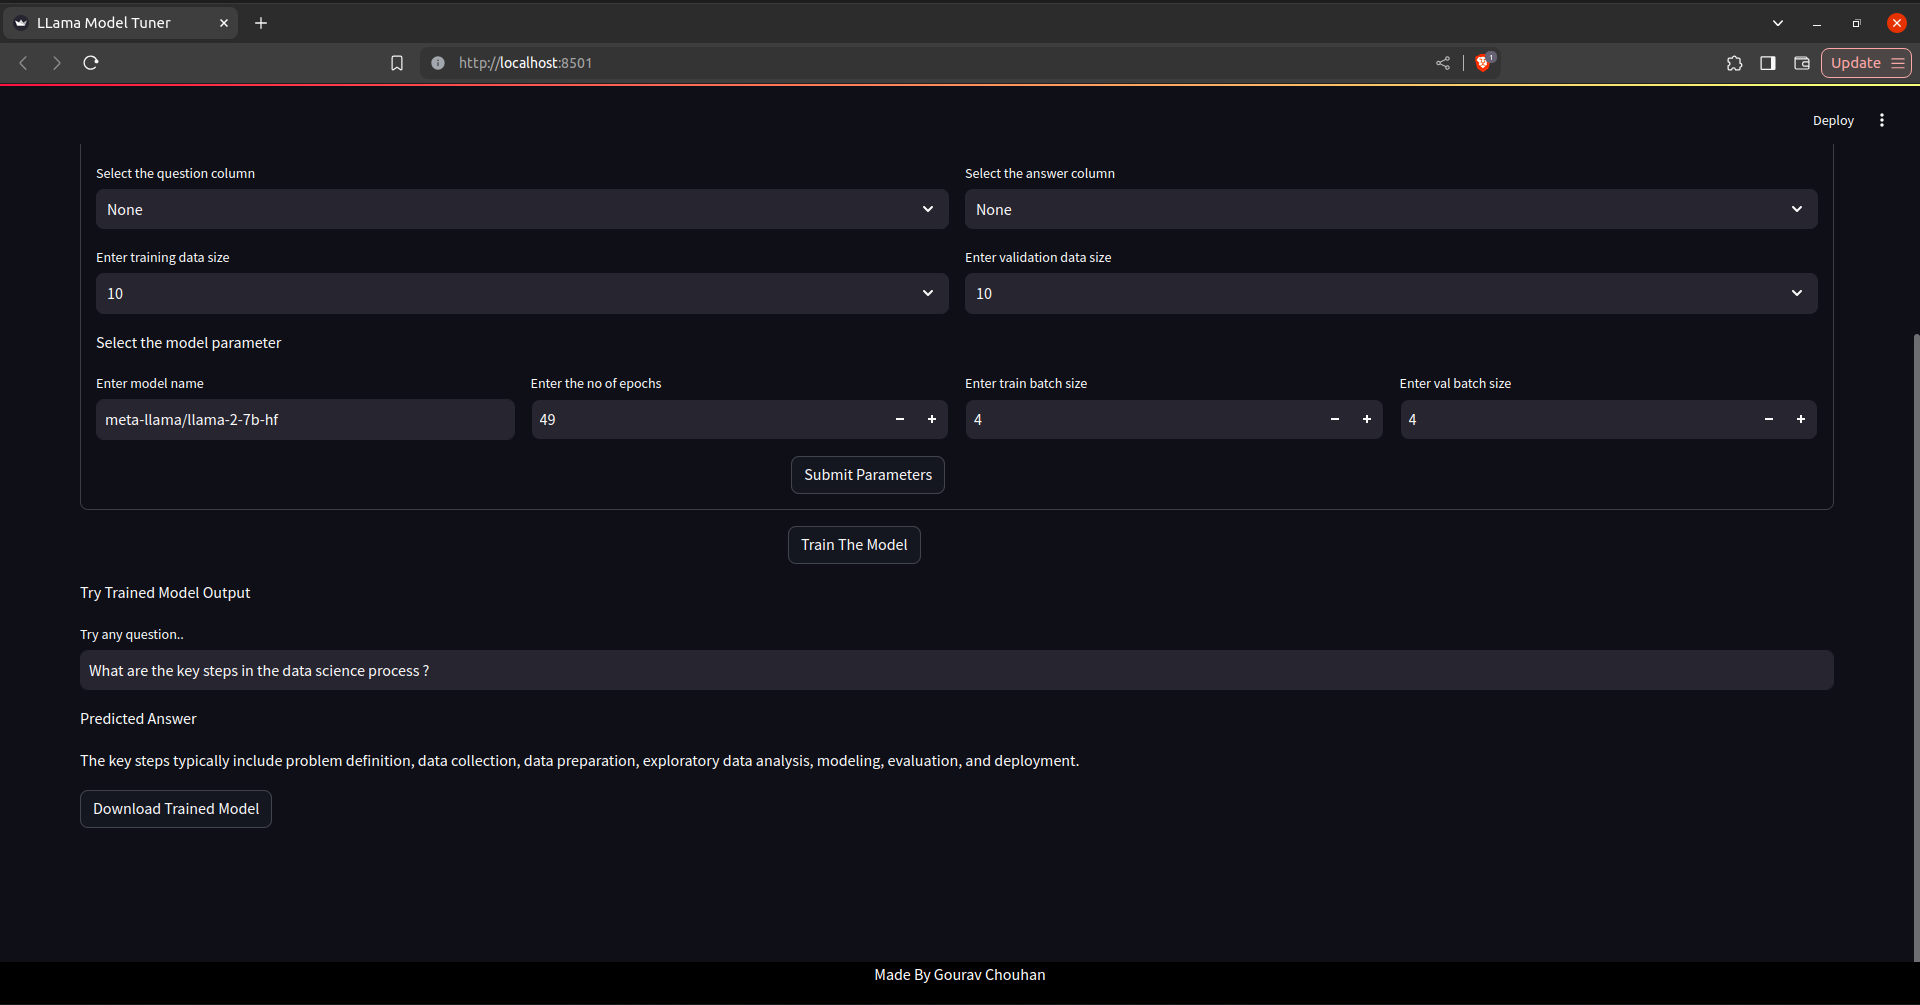 LLama Model Tuner
http://localhost:8501
1
Update
Deploy
Select the question column
Select the answer column
None
None
Enter training data size
Enter validation data size
10
10
Select the model parameter
Enter model name
Enter the no of epochs
Enter train batch size
Enter val batch size
meta-llama/llama-2-7b-hf
49
4
4
Submit Parameters
Train The Model
Try Trained Model Output
Try any question..
What are the key steps in the data science process ?
Predicted Answer
The key steps typically include problem definition, data collection, data preparation, exploratory data analysis, modeling, evaluation, and deployment.
Download Trained Model
Made By Gourav Chouhan